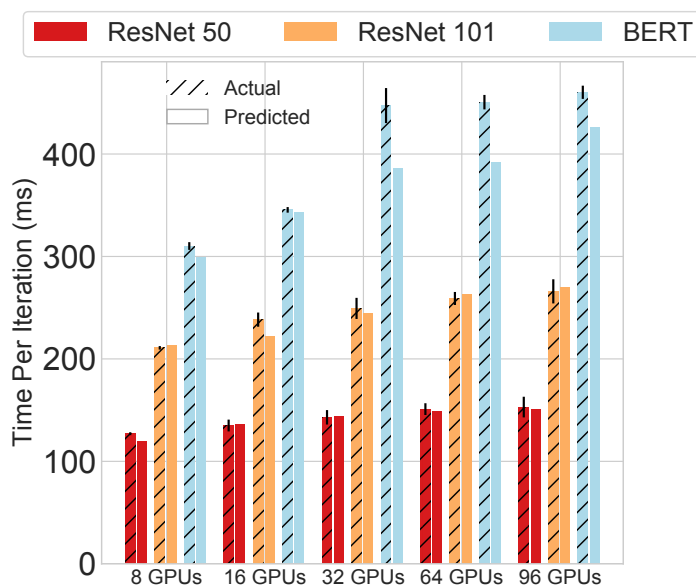 ResNet 50 ResNet 101 BERT
Actual
Predicted
Time Per Iteration (ms)
400
300
200
100
0
8 GPUs 16 GPUs 32 GPUs 64 GPUs 96 GPUs